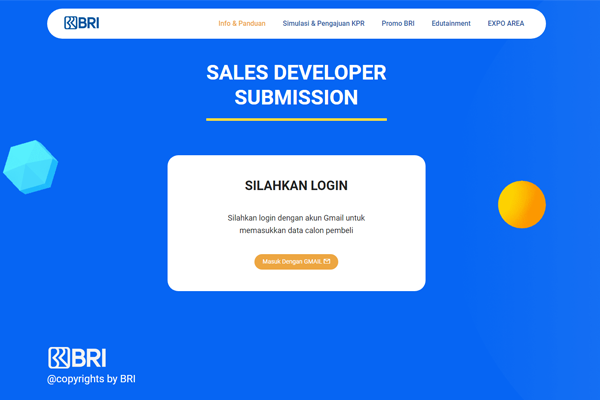 BRI
Info & Panduan
Simulasi & Pengajuan KPR
Promo BRI
Edutainment
EXPO AREA
SALES DEVELOPER
SUBMISSION
SILAHKAN LOGIN
Silahkan login dengan akun Gmail untuk
memasukkan data calon pembeli
Masuk Dengan GMAIL
BRI
@copyrights by BRI